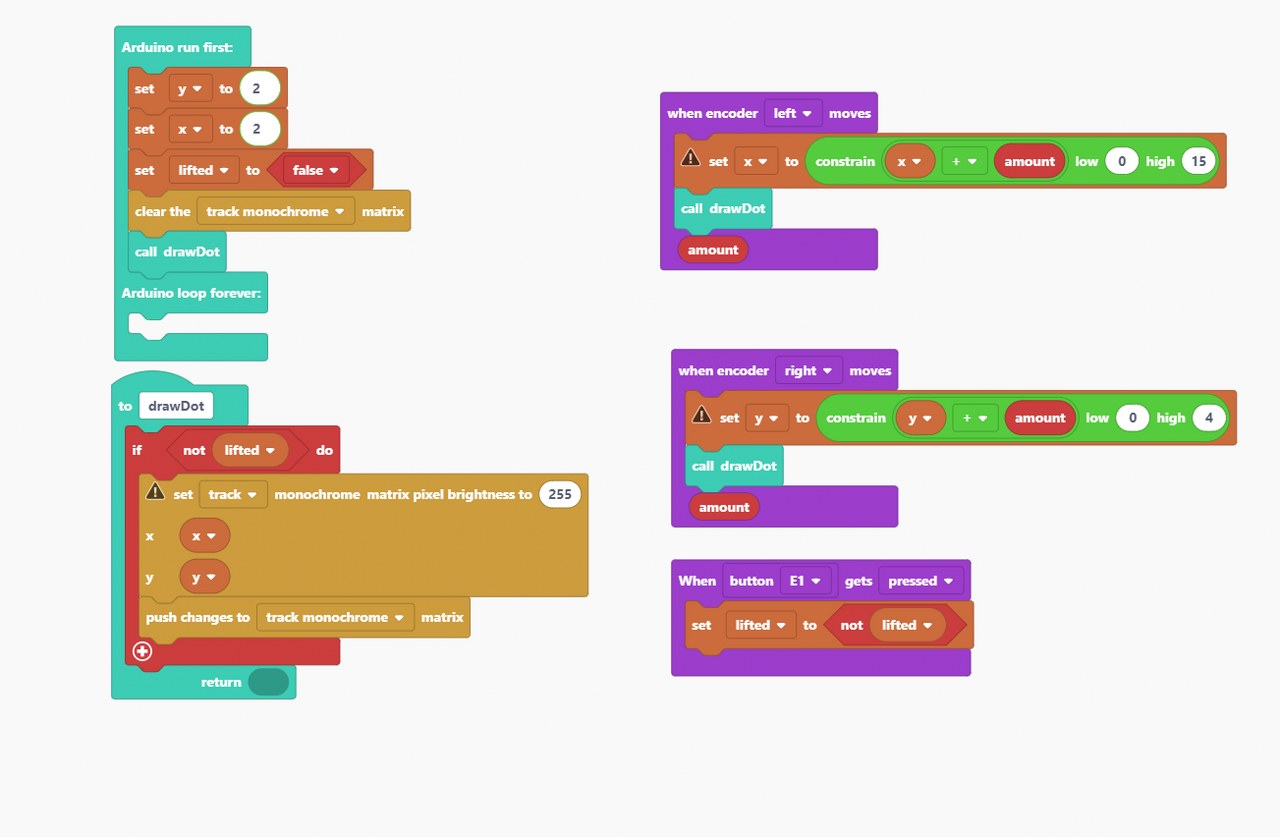 Arduino run first:
set y to 2
set x to 2
set lifted to false
clear the track monochrome matrix
call drawDot
Arduino loop forever:
to drawDot
if not lifted do
set track monochrome matrix pixel brightness to 255
x x
y y
push changes to track monochrome matrix
return
when encoder left moves
set x to constrain x + amount low 0 high 15
call drawDot
amount
when encoder right moves
set y to constrain y + amount low 0 high 4
call drawDot
amount
When button E1 gets pressed
set lifted to not lifted